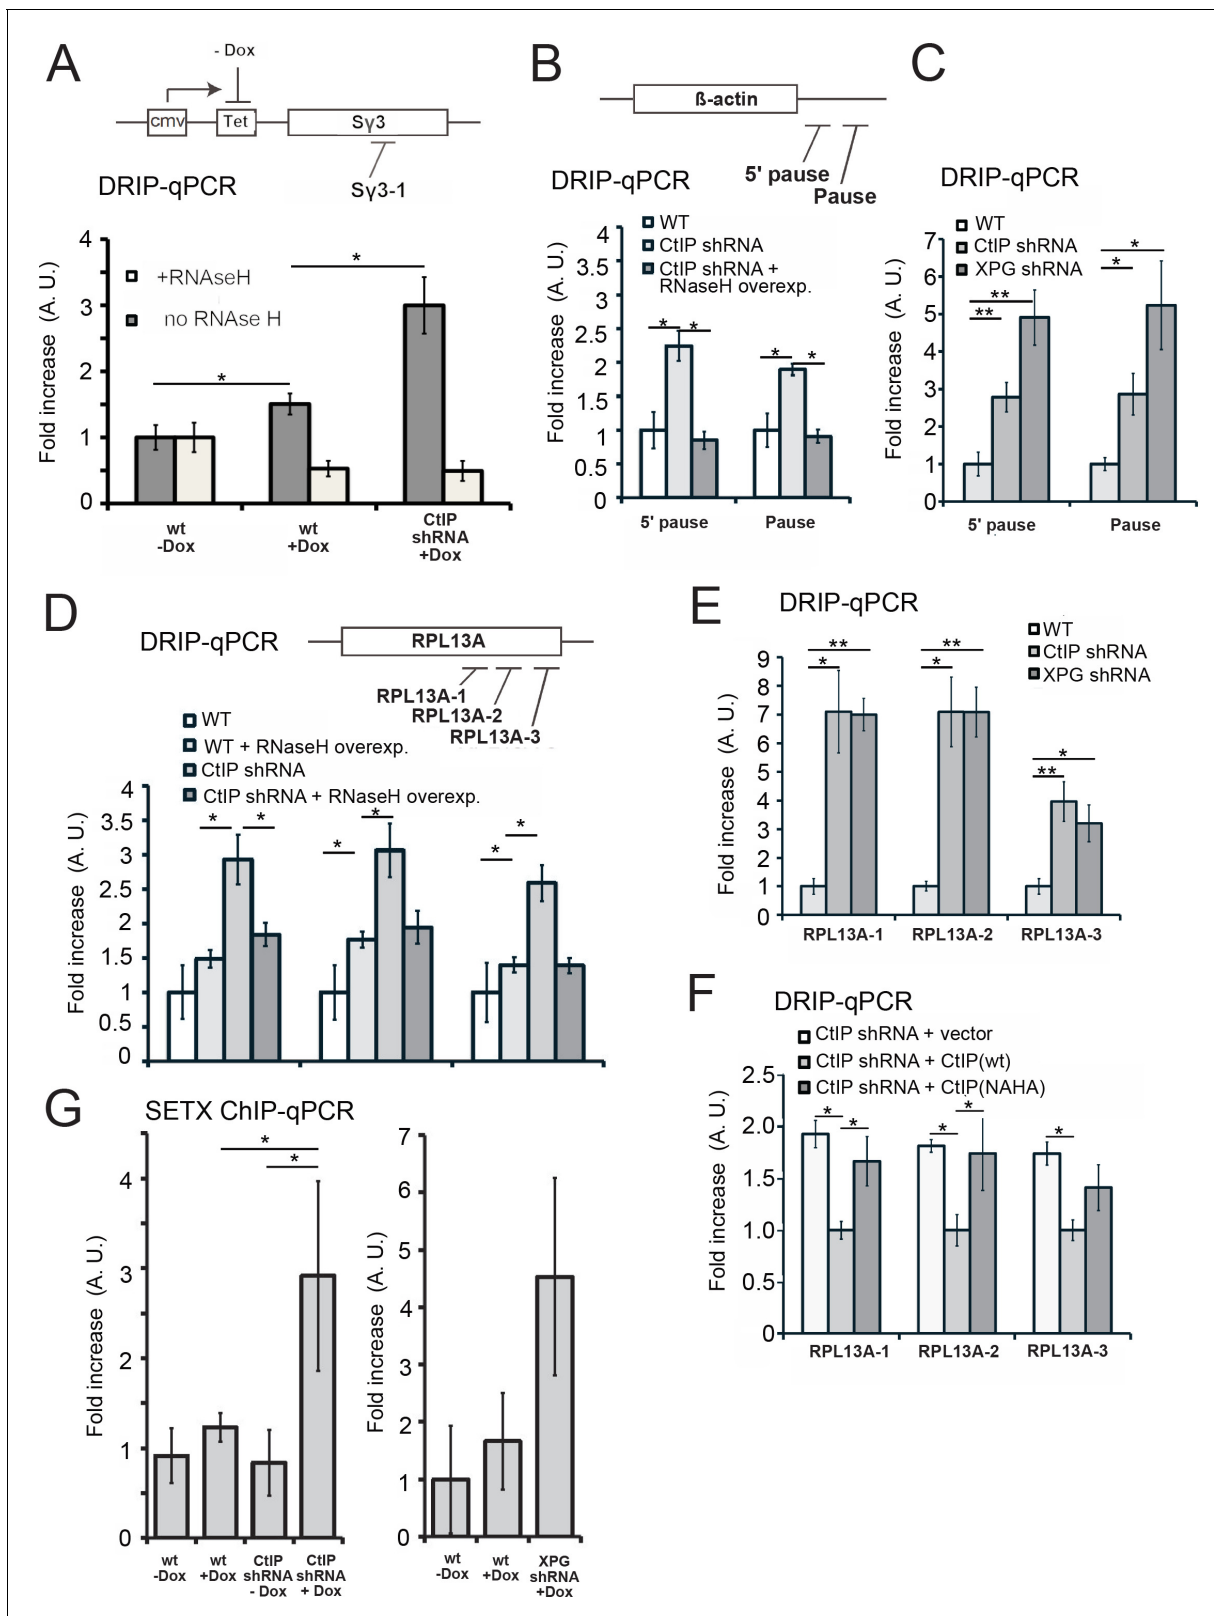 A
- Dox
cmv
Tet
Sγ3
Sγ3-1
DRIP-qPCR
Fold increase (A. U.)
4
3
2
1
0
+RNAseH
no RNAse H
*
*
wt
-Dox
wt
+Dox
CtIP
shRNA
+Dox
B
ß-actin
5' pause
Pause
DRIP-qPCR
WT
CtIP shRNA
CtIP shRNA +
RNaseH overexp.
Fold increase (A. U.)
4
3.5
3
2.5
2
1.5
1
0.5
0
* *
* *
5' pause
Pause
C
DRIP-qPCR
WT
CtIP shRNA
XPG shRNA
Fold increase (A. U.)
7
6
5
4
3
2
1
0
**
**
*
*
5' pause
Pause
D
DRIP-qPCR
RPL13A
RPL13A-1
RPL13A-2
RPL13A-3
WT
WT + RNaseH overexp.
CtIP shRNA
CtIP shRNA + RNaseH overexp.
Fold increase (A. U.)
4
3.5
3
2.5
2
1.5
1
0.5
0
* *
* *
* *
E
DRIP-qPCR
WT
CtIP shRNA
XPG shRNA
Fold increase (A. U.)
9
8
7
6
5
4
3
2
1
0
**
*
**
*
*
**
RPL13A-1
RPL13A-2
RPL13A-3
F
DRIP-qPCR
CtIP shRNA + vector
CtIP shRNA + CtIP(wt)
CtIP shRNA + CtIP(NAHA)
Fold increase (A. U.)
2.5
2.0
1.5
1.0
0.5
0
* *
* *
*
RPL13A-1
RPL13A-2
RPL13A-3
G
SETX ChIP-qPCR
Fold increase (A. U.)
4
3
2
1
0
*
*
wt
-Dox
wt
+Dox
CtIP
shRNA
- Dox
CtIP
shRNA
+ Dox
Fold increase (A. U.)
7
6
5
4
3
2
1
0
wt
-Dox
wt
+Dox
XPG
shRNA
+Dox